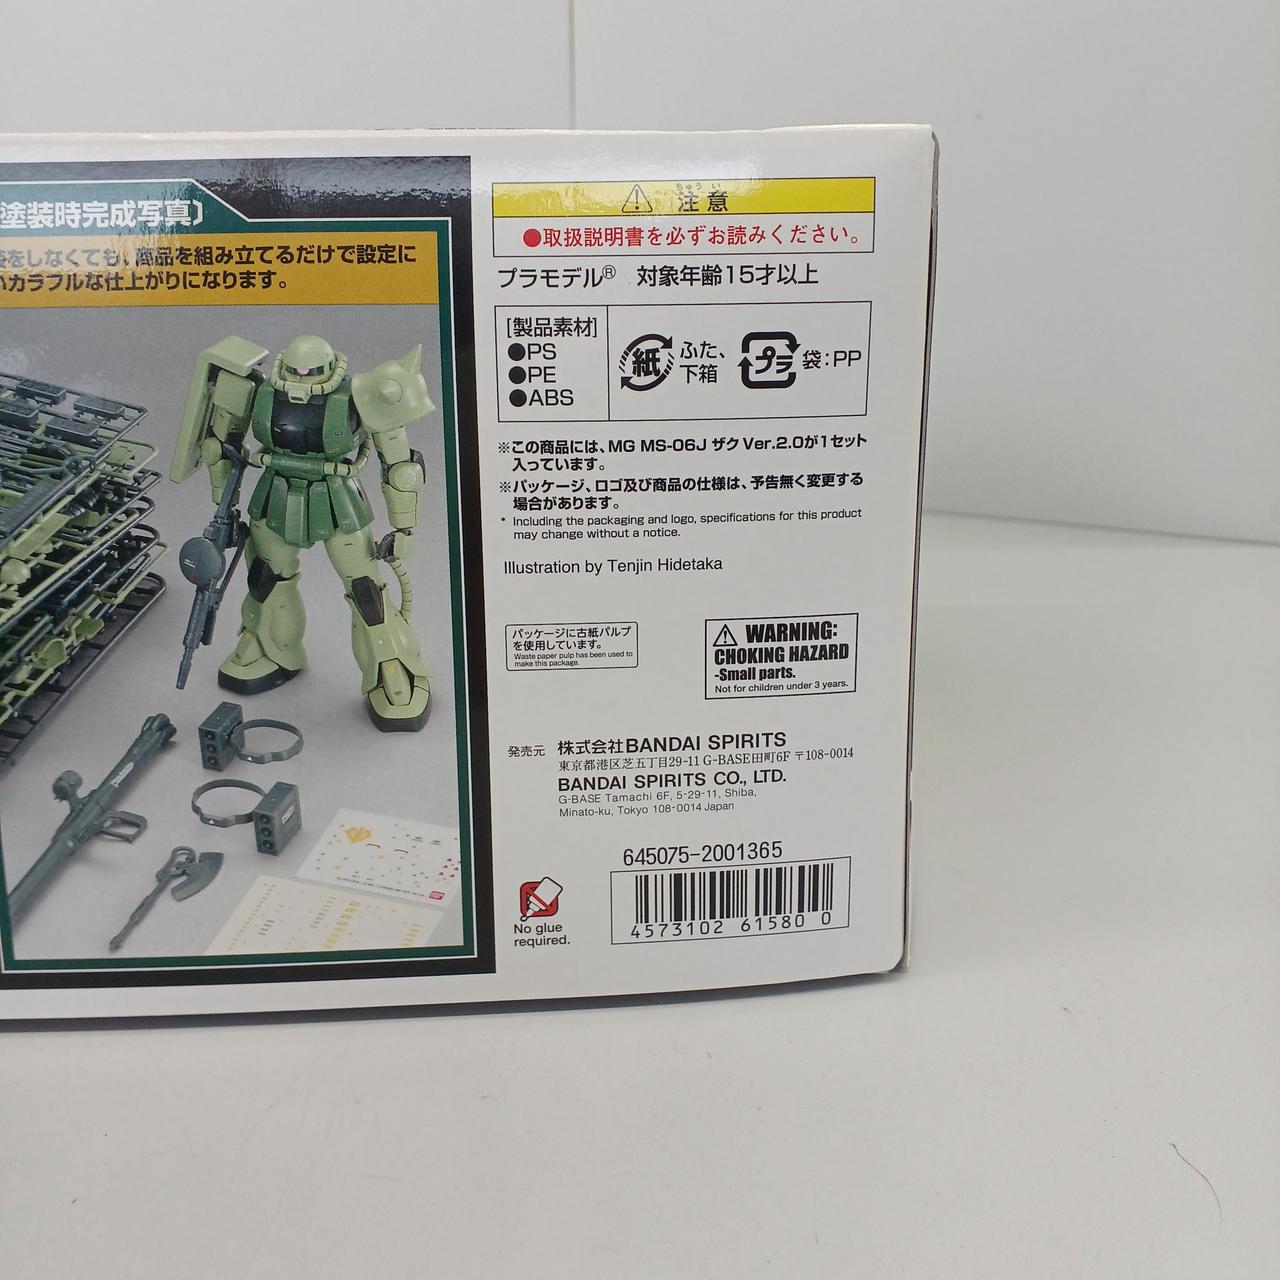 塗装時完成写真〕
をしなくても、商品を組み立てるだけで設定に
カラフルな仕上がりになります。
ちゅう い
注意
●取扱説明書を必ずお読みください。
プラモデル® 対象年齢15才以上
[製品素材]
●PS
●PE
●ABS
紙
ふた、
下箱
プラ
袋:PP
※この商品には、MG MS-06J ザク Ver.2.0が1セット
入っています。
※パッケージ、ロゴ及び商品の仕様は、予告無く変更する
場合があります。
* Including the packaging and logo, specifications for this product
may change without a notice.
Illustration by Tenjin Hidetaka
パッケージに古紙パルプ
を使用しています。
Waste paper pulp has been used to
make this package.
WARNING:
CHOKING HAZARD
-Small parts.
Not for children under 3 years.
発売元 株式会社BANDAI SPIRITS
東京都港区芝五丁目29-11 G-BASE田町6F 〒108-0014
BANDAI SPIRITS CO., LTD.
G-BASE Tamachi 6F, 5-29-11, Shiba,
Minato-ku, Tokyo 108-0014 Japan
645075-2001365
No glue
required.
4573102 61580 0